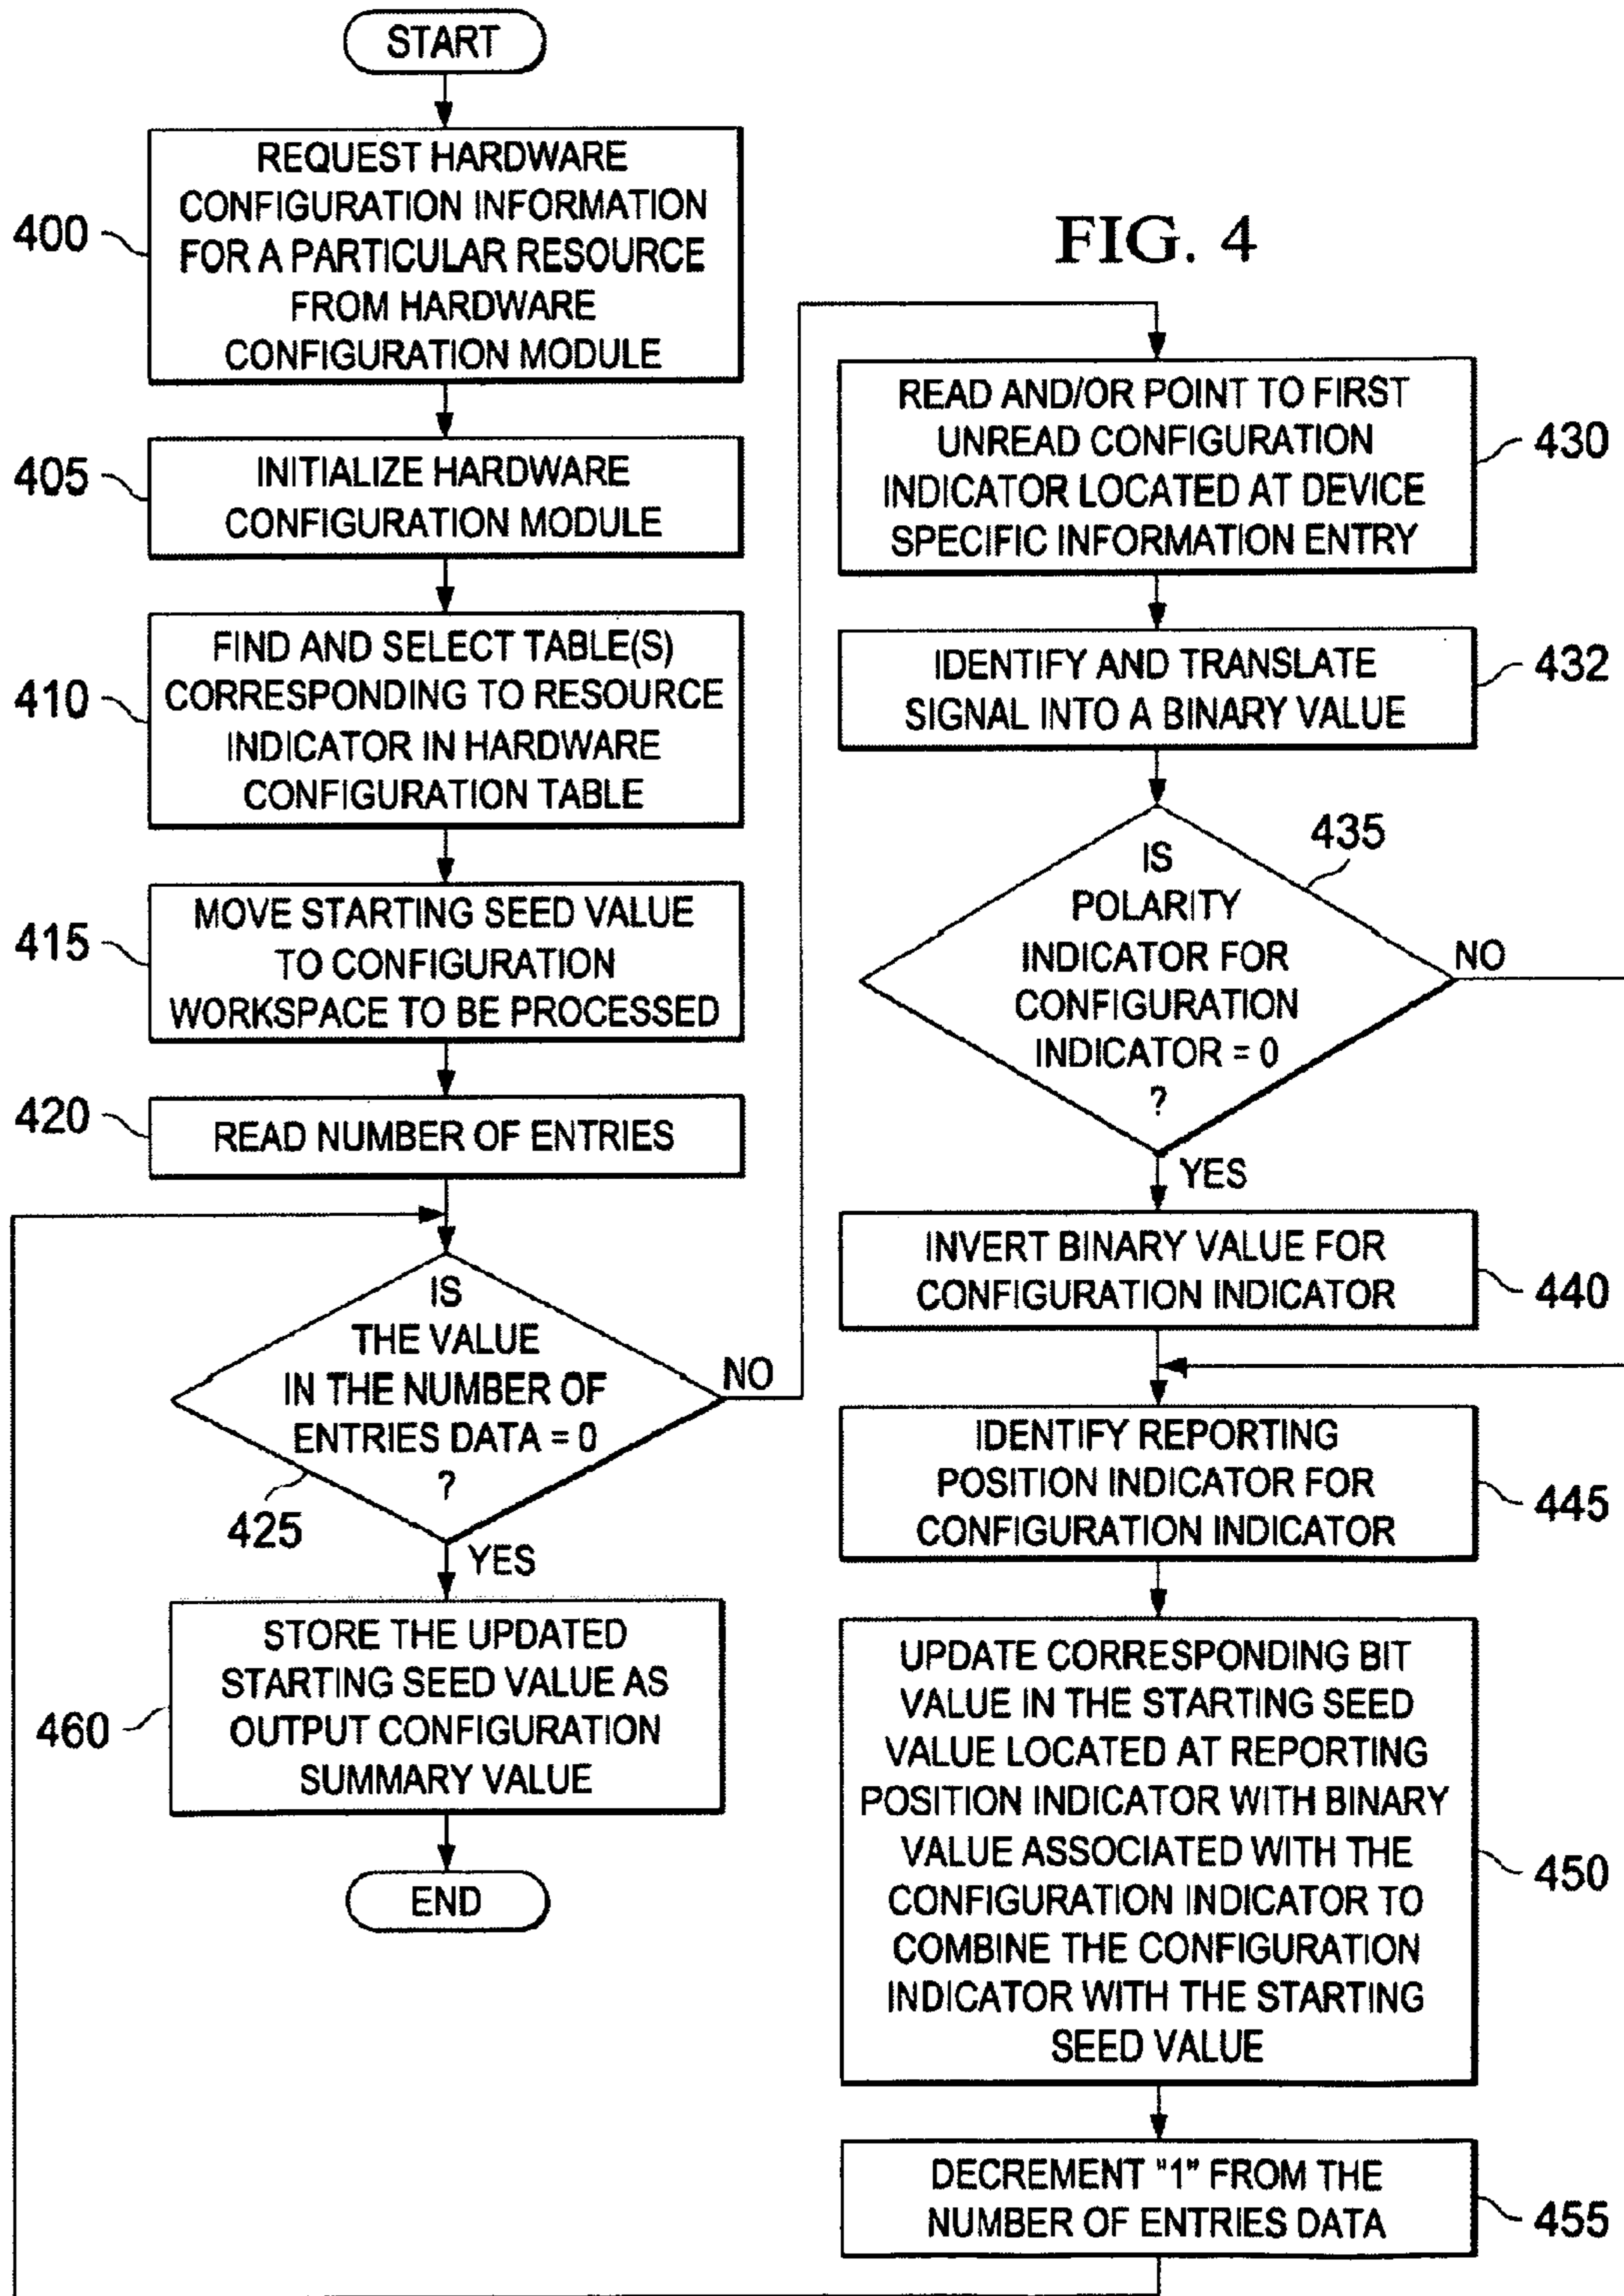 START
REQUEST HARDWARE
CONFIGURATION INFORMATION
FOR A PARTICULAR RESOURCE
FROM HARDWARE
CONFIGURATION MODULE
400
INITIALIZE HARDWARE
CONFIGURATION MODULE
405
FIND AND SELECT TABLE(S)
CORRESPONDING TO RESOURCE
INDICATOR IN HARDWARE
CONFIGURATION TABLE
410
MOVE STARTING SEED VALUE
TO CONFIGURATION
WORKSPACE TO BE PROCESSED
415
READ NUMBER OF ENTRIES
420
IS
THE VALUE
IN THE NUMBER OF
ENTRIES DATA = 0
?
425
NO
YES
STORE THE UPDATED
STARTING SEED VALUE AS
OUTPUT CONFIGURATION
SUMMARY VALUE
460
END
FIG. 4
READ AND/OR POINT TO FIRST
UNREAD CONFIGURATION
INDICATOR LOCATED AT DEVICE
SPECIFIC INFORMATION ENTRY
430
IDENTIFY AND TRANSLATE
SIGNAL INTO A BINARY VALUE
432
IS
POLARITY
INDICATOR FOR
CONFIGURATION
INDICATOR = 0
?
435
NO
YES
INVERT BINARY VALUE FOR
CONFIGURATION INDICATOR
440
IDENTIFY REPORTING
POSITION INDICATOR FOR
CONFIGURATION INDICATOR
445
UPDATE CORRESPONDING BIT
VALUE IN THE STARTING SEED
VALUE LOCATED AT REPORTING
POSITION INDICATOR WITH BINARY
VALUE ASSOCIATED WITH THE
CONFIGURATION INDICATOR TO
COMBINE THE CONFIGURATION
INDICATOR WITH THE STARTING
SEED VALUE
450
DECREMENT "1" FROM THE
NUMBER OF ENTRIES DATA
455